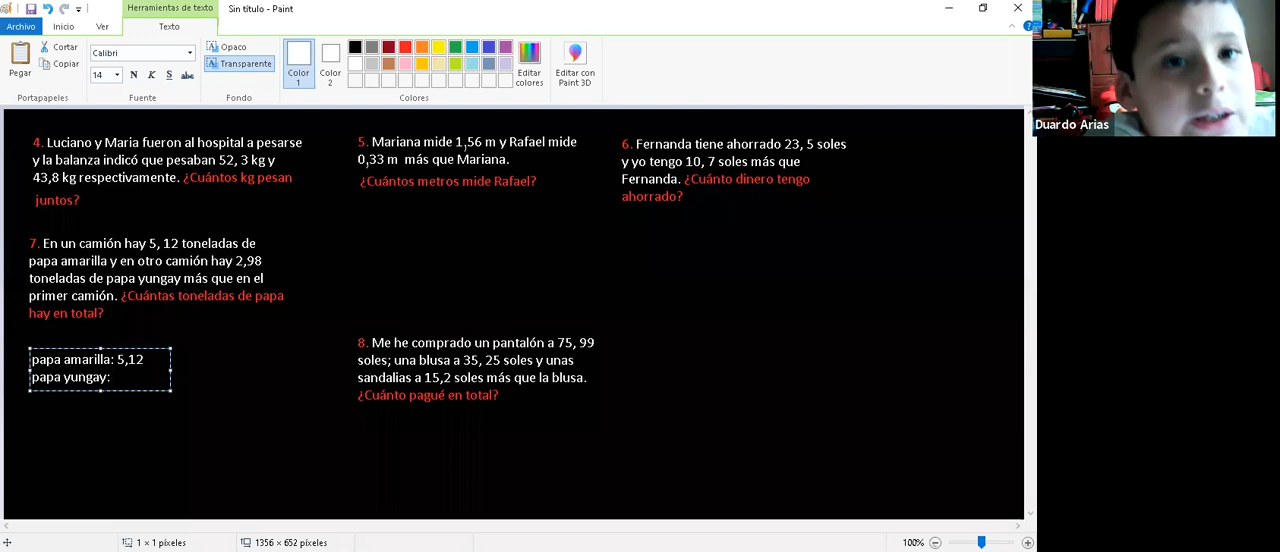 Herramientas de texto
Sin título - Paint
Archivo
Inicio
Ver
Texto
Pegar
Cortar
Copiar
Portapapeles
Calibri
14
N K S abc
Fuente
Opaco
Transparente
Fondo
Color 1
Color 2
Editar colores
Editar con Paint 3D
Colores
Duardo Arias
4. Luciano y Maria fueron al hospital a pesarse
y la balanza indicó que pesaban 52, 3 kg y
43,8 kg respectivamente. ¿Cuántos kg pesan
juntos?
5. Mariana mide 1,56 m y Rafael mide
0,33 m más que Mariana.
¿Cuántos metros mide Rafael?
6. Fernanda tiene ahorrado 23, 5 soles
y yo tengo 10, 7 soles más que
Fernanda. ¿Cuánto dinero tengo
ahorrado?
7. En un camión hay 5, 12 toneladas de
papa amarilla y en otro camión hay 2,98
toneladas de papa yungay más que en el
primer camión. ¿Cuántas toneladas de papa
hay en total?
papa amarilla: 5,12
papa yungay:
8. Me he comprado un pantalón a 75, 99
soles; una blusa a 35, 25 soles y unas
sandalias a 15,2 soles más que la blusa.
¿Cuánto pagué en total?
1 × 1 píxeles
1356 × 652 píxeles
100%